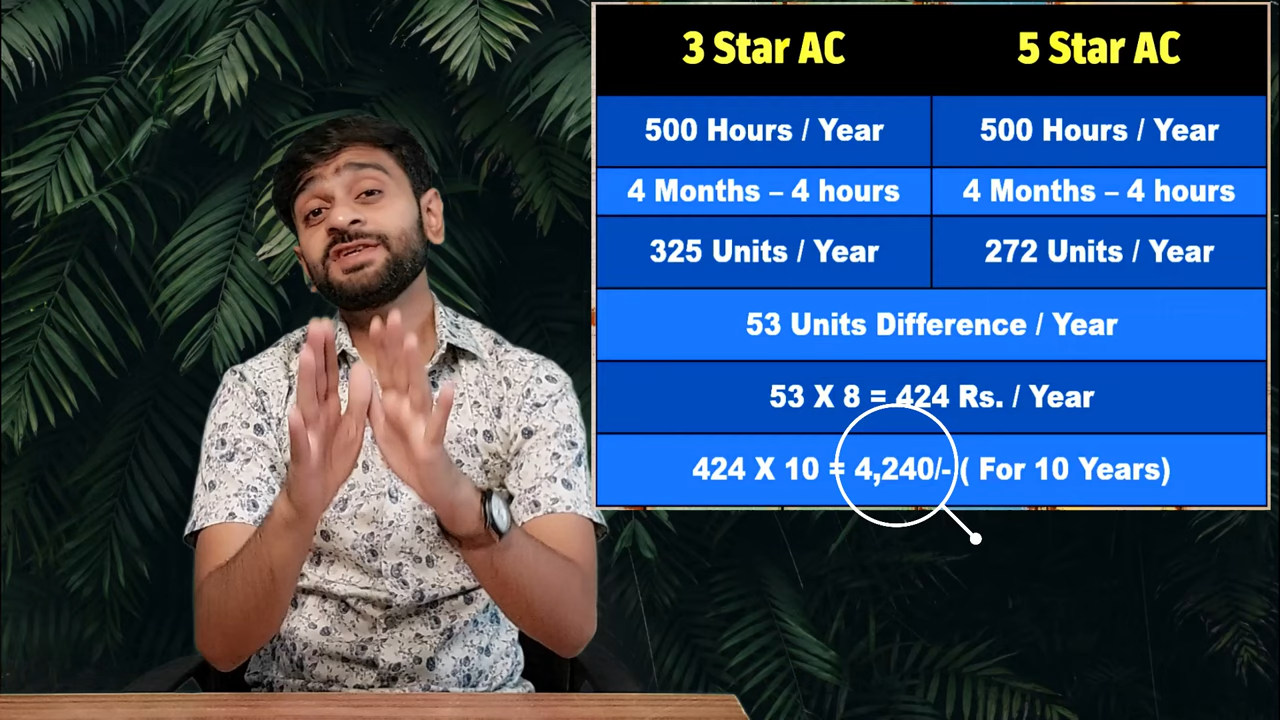 3 Star AC 5 Star AC
500 Hours / Year 500 Hours / Year
4 Months – 4 hours 4 Months – 4 hours
325 Units / Year 272 Units / Year
53 Units Difference / Year
53 X 8 = 424 Rs. / Year
424 X 10 = 4,240/- ( For 10 Years)